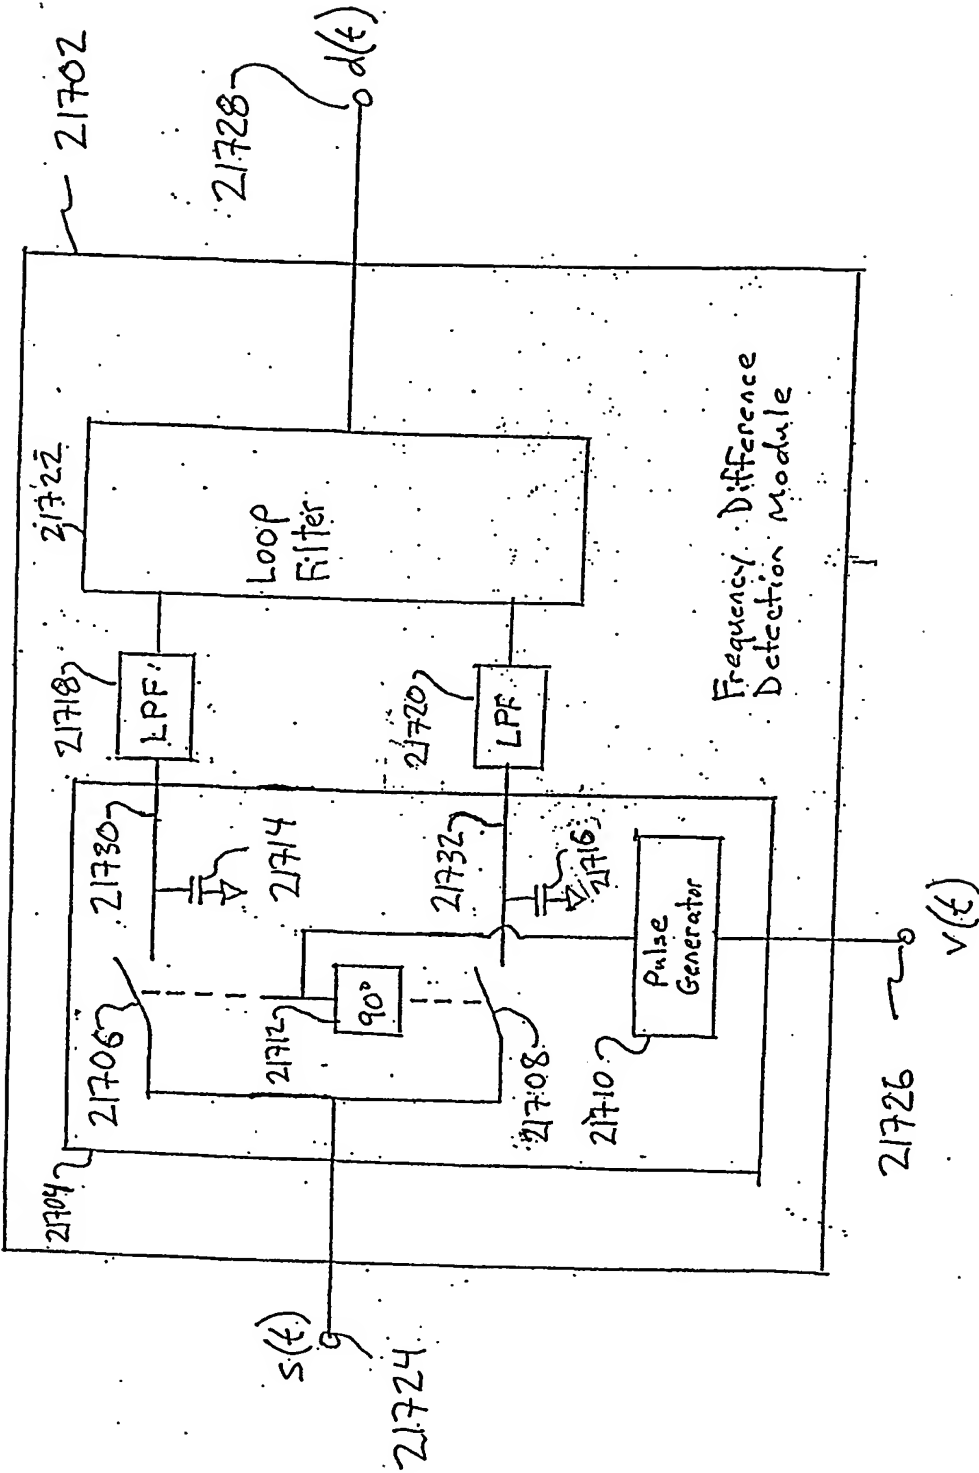 21702
21728
d(t)
21722
Loop
Filter
21718
LPF
21720
LPF
Frequency Difference
Detection Module
21730
21714
21732
21716
21706
21712
90°
21708
21710
Pulse
Generator
21704
s(t)
21724
21726
v(t)